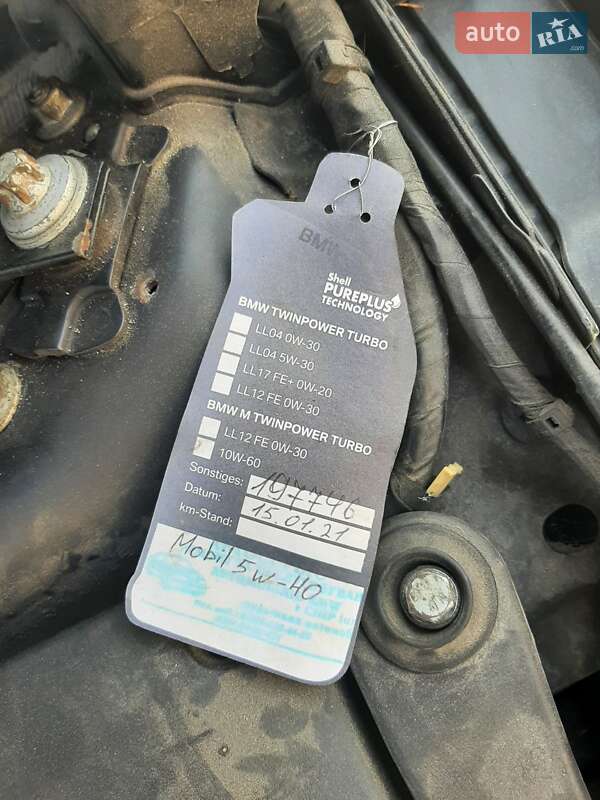 auto RIA .com
BMW
Shell
PUREPLUS
TECHNOLOGY
BMW TWINPOWER TURBO
LL04 0W-30
LL04 5W-30
LL17 FE+ 0W-20
LL12 FE 0W-30
BMW M TWINPOWER TURBO
LL12 FE 0W-30
10W-60
Sonstiges: 197746
Datum: 15.01.21
km-Stand:
Mobil 5w-40